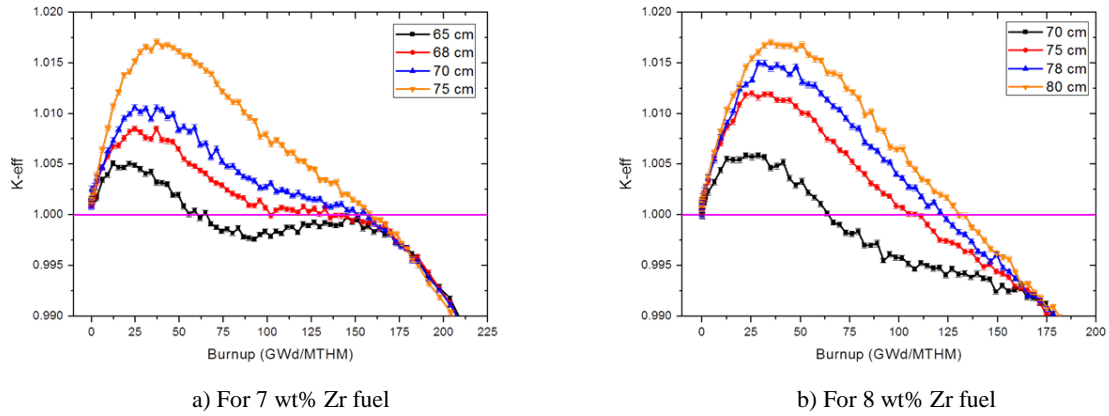 1.020
1.015
1.010
1.005
1.000
0.995
0.990
K-eff
65 cm
68 cm
70 cm
75 cm
0 25 50 75 100 125 150 175 200 225
Burnup (GWd/MTHM)
a) For 7 wt% Zr fuel
1.020
1.015
1.010
1.005
1.000
0.995
0.990
K-eff
70 cm
75 cm
78 cm
80 cm
0 25 50 75 100 125 150 175 200
Burnup (GWd/MTHM)
b) For 8 wt% Zr fuel